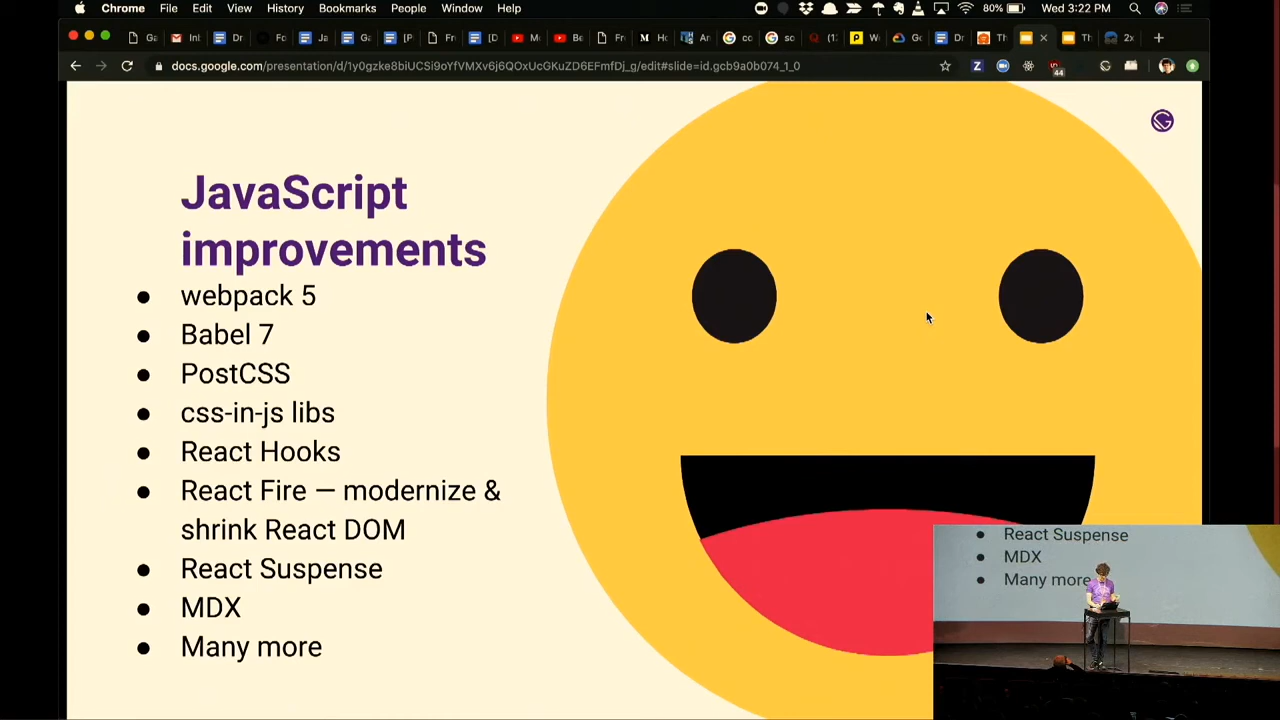 Chrome File Edit View History Bookmarks People Window Help 80% Wed 3:22 PM
docs.google.com/presentation/d/1y0gzke8biUCSi9oYfVMXv6j6QOxUcGKuZD6EFmfDj_g/edit#slide=id.gcb9a0b074_1_0
44
JavaScript
improvements
● webpack 5
● Babel 7
● PostCSS
● css-in-js libs
● React Hooks
● React Fire — modernize &
shrink React DOM
● React Suspense
● MDX
● Many more
● React Suspense
● MDX
● Many more